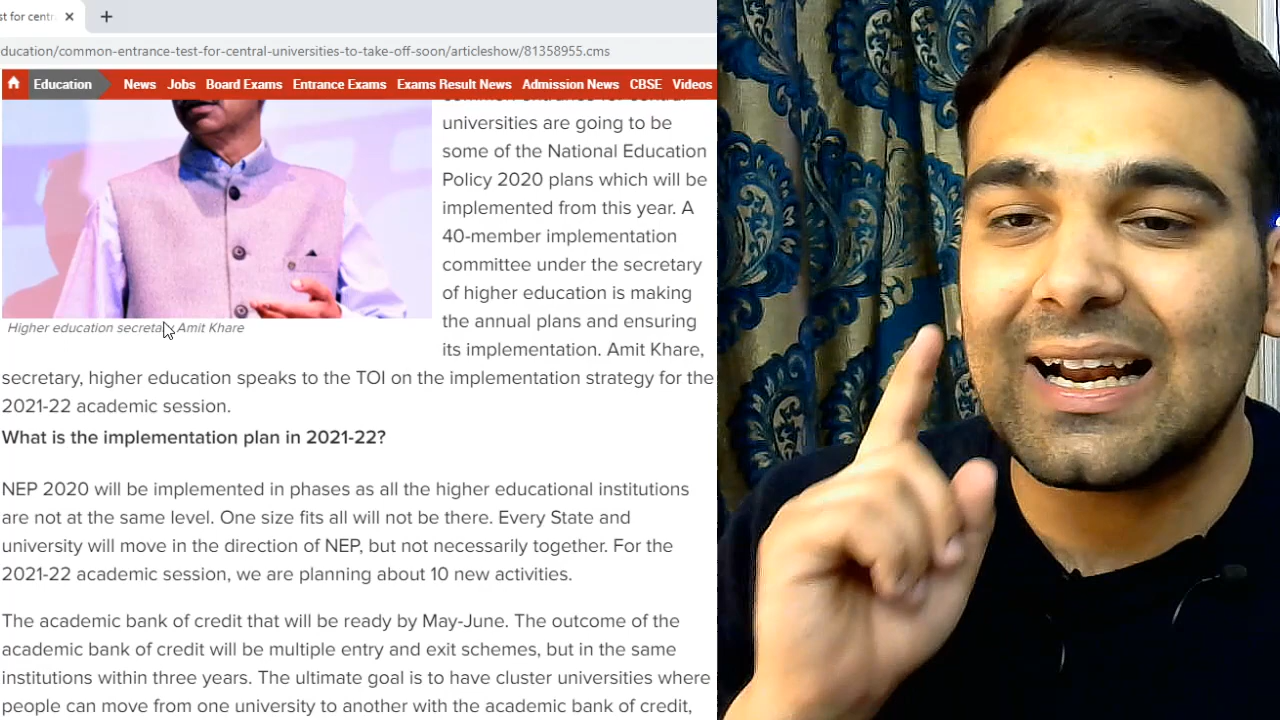 st for centr
ducation/common-entrance-test-for-central-universities-to-take-off-soon/articleshow/81358955.cms
Education News Jobs Board Exams Entrance Exams Exams Result News Admission News CBSE Videos
common entrance for central
universities are going to be
some of the National Education
Policy 2020 plans which will be
implemented from this year. A
40-member implementation
committee under the secretary
of higher education is making
the annual plans and ensuring
its implementation. Amit Khare,
Higher education secretary Amit Khare
secretary, higher education speaks to the TOI on the implementation strategy for the
2021-22 academic session.
What is the implementation plan in 2021-22?
NEP 2020 will be implemented in phases as all the higher educational institutions
are not at the same level. One size fits all will not be there. Every State and
university will move in the direction of NEP, but not necessarily together. For the
2021-22 academic session, we are planning about 10 new activities.
The academic bank of credit that will be ready by May-June. The outcome of the
academic bank of credit will be multiple entry and exit schemes, but in the same
institutions within three years. The ultimate goal is to have cluster universities where
people can move from one university to another with the academic bank of credit,